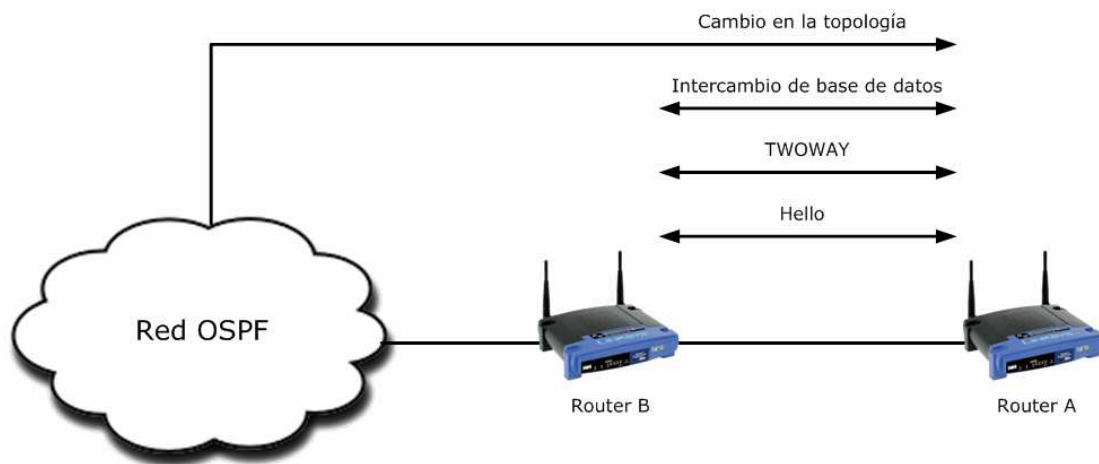 Cambio en la topología
Intercambio de base de datos
TWOWAY
Hello
Red OSPF
Router B
Router A